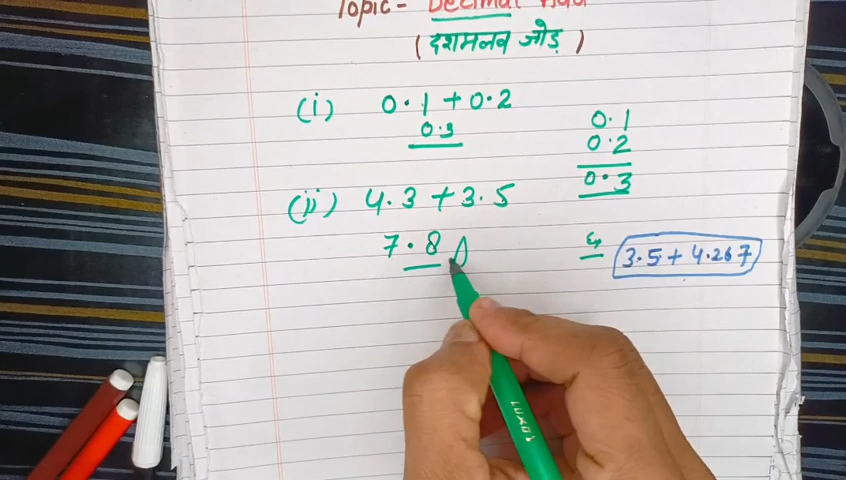 Topic - Decimal
(दशमलव जोड़)
(i) 0.1 + 0.2
0.3
0.1
0.2
0.3
(ii) 4.3 + 3.5
7.8
3.5 + 4.267
LUXOR